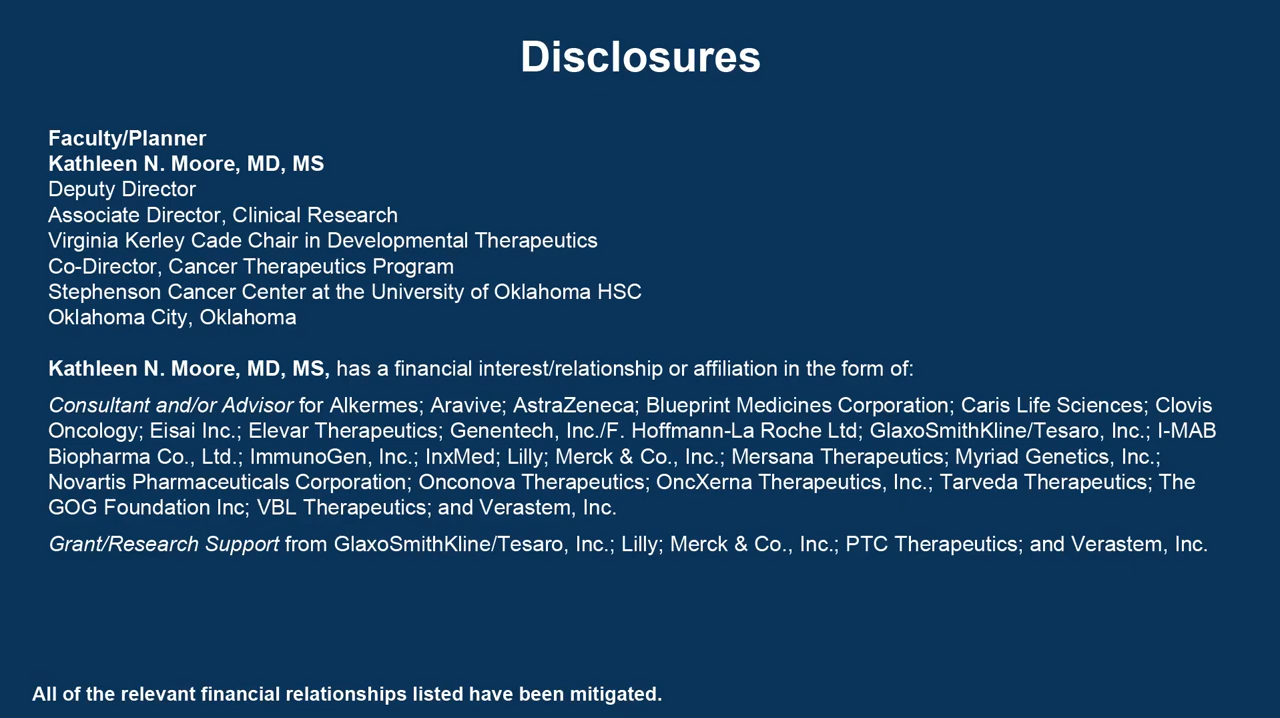 Disclosures
Faculty/Planner
Kathleen N. Moore, MD, MS
Deputy Director
Associate Director, Clinical Research
Virginia Kerley Cade Chair in Developmental Therapeutics
Co-Director, Cancer Therapeutics Program
Stephenson Cancer Center at the University of Oklahoma HSC
Oklahoma City, Oklahoma
Kathleen N. Moore, MD, MS, has a financial interest/relationship or affiliation in the form of:
Consultant and/or Advisor for Alkermes; Aravive; AstraZeneca; Blueprint Medicines Corporation; Caris Life Sciences; Clovis
Oncology; Eisai Inc.; Elevar Therapeutics; Genentech, Inc./F. Hoffmann-La Roche Ltd; GlaxoSmithKline/Tesaro, Inc.; I-MAB
Biopharma Co., Ltd.; ImmunoGen, Inc.; InxMed; Lilly; Merck & Co., Inc.; Mersana Therapeutics; Myriad Genetics, Inc.;
Novartis Pharmaceuticals Corporation; Onconova Therapeutics; OncXerna Therapeutics, Inc.; Tarveda Therapeutics; The
GOG Foundation Inc; VBL Therapeutics; and Verastem, Inc.
Grant/Research Support from GlaxoSmithKline/Tesaro, Inc.; Lilly; Merck & Co., Inc.; PTC Therapeutics; and Verastem, Inc.
All of the relevant financial relationships listed have been mitigated.